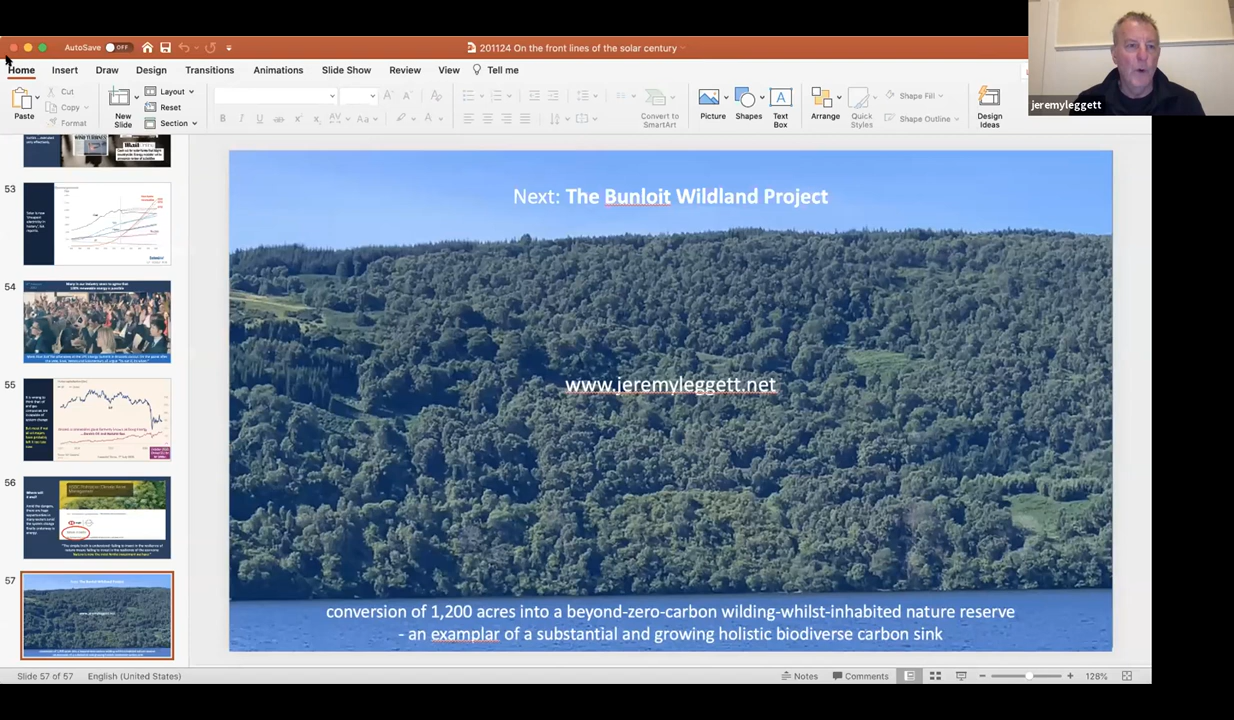 jeremyleggett
AutoSave OFF
201124 On the front lines of the solar century
Home Insert Draw Design Transitions Animations Slide Show Review View Tell me
Paste
Cut
Copy
Format
New
Slide
Layout
Reset
Section
B I U
Convert to
SmartArt
Picture
Shapes
Text
Box
Arrange
Quick
Styles
Shape Fill
Shape Outline
Design
Ideas
53
54
55
56
57
Next: The Bunloit Wildland Project
www.jeremyleggett.net
conversion of 1,200 acres into a beyond-zero-carbon wilding-whilst-inhabited nature reserve
- an examplar of a substantial and growing holistic biodiverse carbon sink
Slide 57 of 57
English (United States)
Notes
Comments
128%